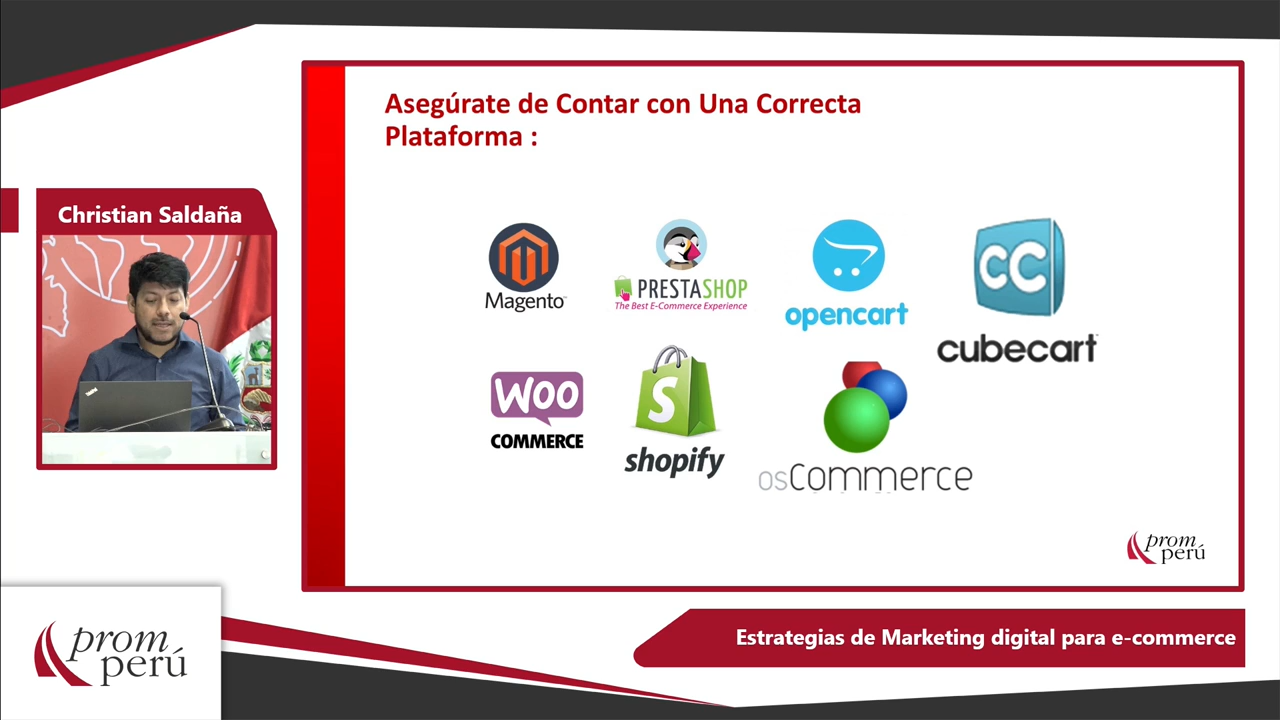 Asegúrate de Contar con Una Correcta
Plataforma :
Christian Saldaña
Magento
PRESTASHOP
The Best E-Commerce Experience
opencart
CC
cubecart
WOO
COMMERCE
S
shopify
osCommerce
prom
perú
Estrategias de Marketing digital para e-commerce
prom
perú